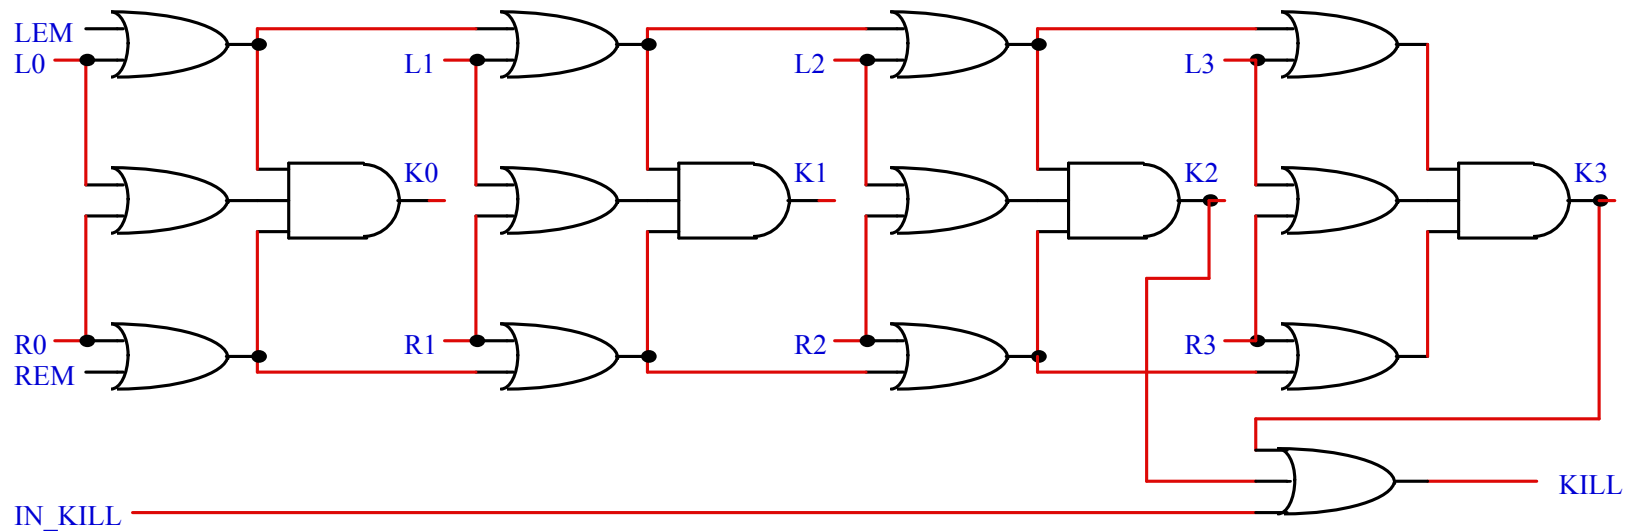 LEM
L0 L1 L2 L3
K0 K1 K2 K3
R0 R1 R2 R3
REM
KILL
IN_KILL